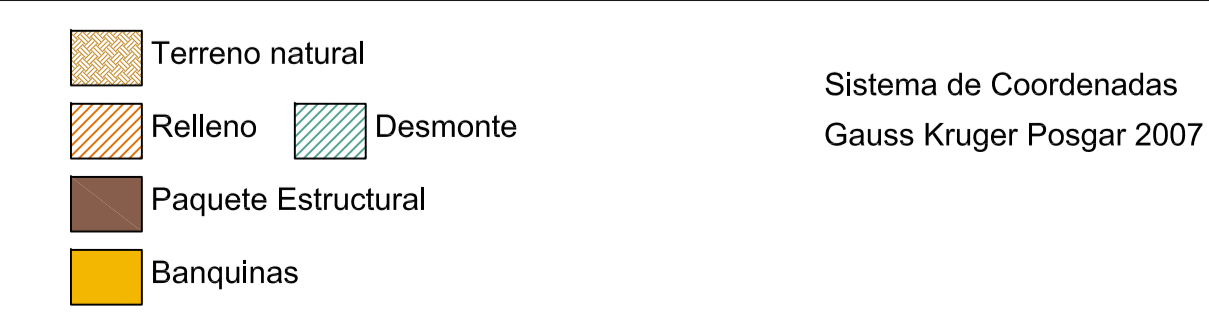 Terreno natural
Relleno Desmonte
Paquete Estructural
Banquinas
Sistema de Coordenadas
Gauss Kruger Posgar 2007